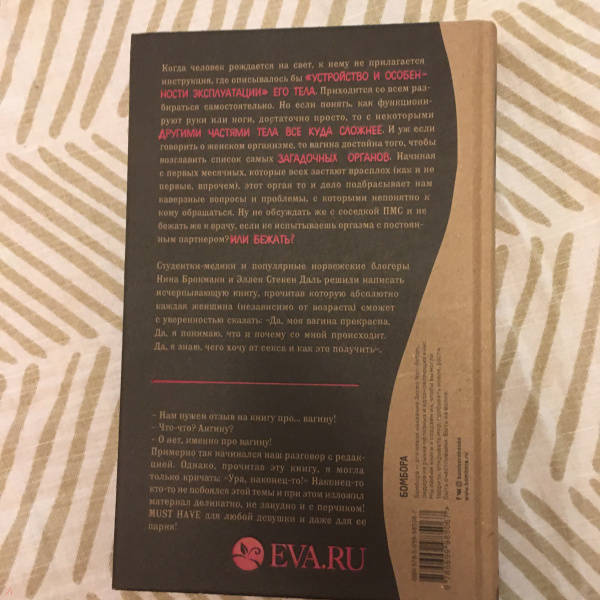 Когда человек рождается на свет, к нему не прилагается
инструкция, где описывалось бы «УСТРОЙСТВО И ОСОБЕН-
НОСТИ ЭКСПЛУАТАЦИИ» ЕГО ТЕЛА. Приходится со всем раз-
бираться самостоятельно. Но если понять, как функциони-
руют руки или ноги, достаточно просто, то с некоторыми
ДРУГИМИ ЧАСТЯМИ ТЕЛА ВСЕ КУДА СЛОЖНЕЕ. И уж если
говорить о женском организме, то вагина достойна того, чтобы
возглавить список самых ЗАГАДОЧНЫХ ОРГАНОВ. Начиная
с первых месячных, которые всех застают врасплох (как и не
первые, впрочем), этот орган то и дело подбрасывает нам
каверзные вопросы и проблемы, с которыми непонятно к
кому обращаться. Ну не обсуждать же с соседкой ПМС и не
бежать же к врачу, если не испытываешь оргазма с постоян-
ным партнером? ИЛИ БЕЖАТЬ?
Студентки-медики и популярные норвежские блогеры
Нина Брокманн и Эллен Стекен Даль решили написать
исчерпывающую книгу, прочитав которую абсолютно
каждая женщина (независимо от возраста) сможет
с уверенностью сказать: «Да, моя вагина прекрасна.
Да, я понимаю, что и почему со мной происходит.
Да, я знаю, чего хочу от секса и как это получить».
– Нам нужен отзыв на книгу про... вагину!
– Что-что? Ангину?
– О нет, именно про вагину!
Примерно так начинался наш разговор с редак-
цией. Однако, прочитав эту книгу, я могла
только кричать: «Ура, наконец-то!» Наконец-то
кто-то не побоялся этой темы и при этом изложил
материал деликатно, не занудно и с перчиком!
MUST HAVE для любой девушки и даже для ее
парня!
EVA.RU
БОМБОРА